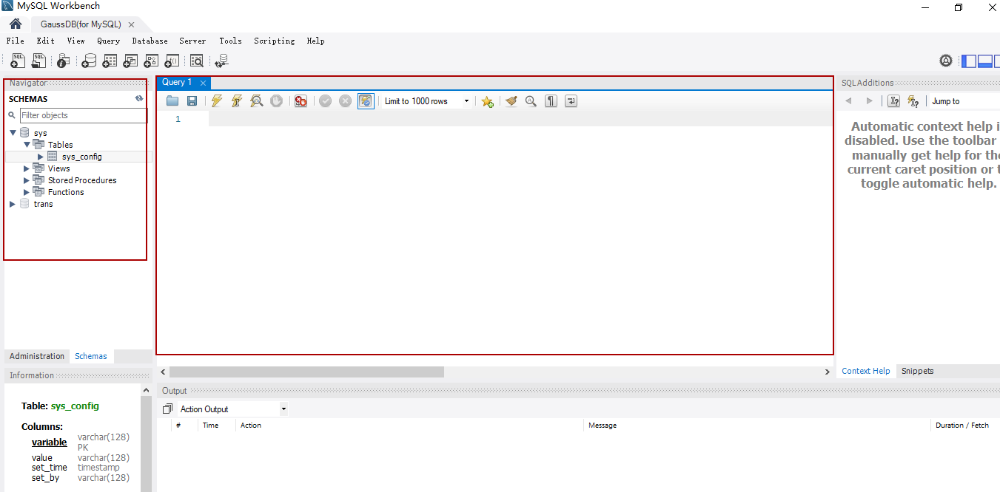 MySQL Workbench
GaussDB(for MySQL)
File Edit View Query Database Server Tools Scripting Help
Navigator
SCHEMAS
Filter objects
sys
Tables
sys_config
Views
Stored Procedures
Functions
trans
Administration Schemas
Information
Table: sys_config
Columns:
variable varchar(128)
PK
value varchar(128)
set_time timestamp
set_by varchar(128)
Query 1
Limit to 1000 rows
1
SQLAdditions
Jump to
Automatic context help i
disabled. Use the toolbar
manually get help for the
current caret position or t
toggle automatic help.
Context Help Snippets
Output
Action Output
# Time Action Message Duration / Fetch